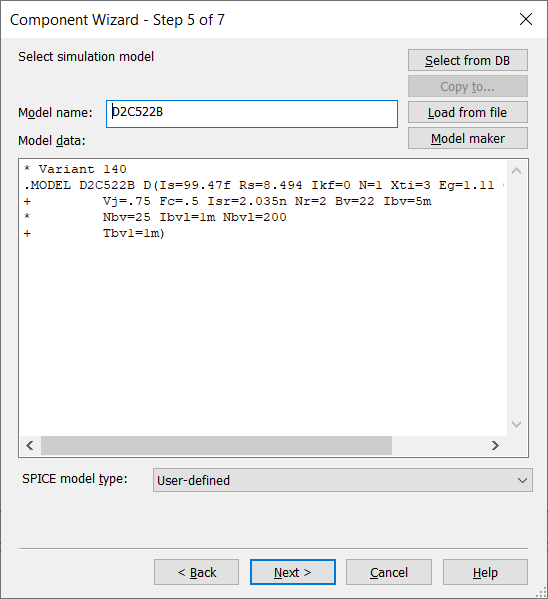 Component Wizard - Step 5 of 7
Select simulation model
Select from DB
Copy to...
Model name:
D2C522B
Load from file
Model data:
Model maker
* Variant 140
.MODEL D2C522B D(Is=99.47f Rs=8.494 Ikf=0 N=1 Xti=3 Eg=1.11
+ Vj=.75 Fc=.5 Isr=2.035n Nr=2 Bv=22 Ibv=5m
* Nbv=25 Ibvl=1m Nbvl=200
+ Tbv1=1m)
SPICE model type:
User-defined
< Back
Next >
Cancel
Help